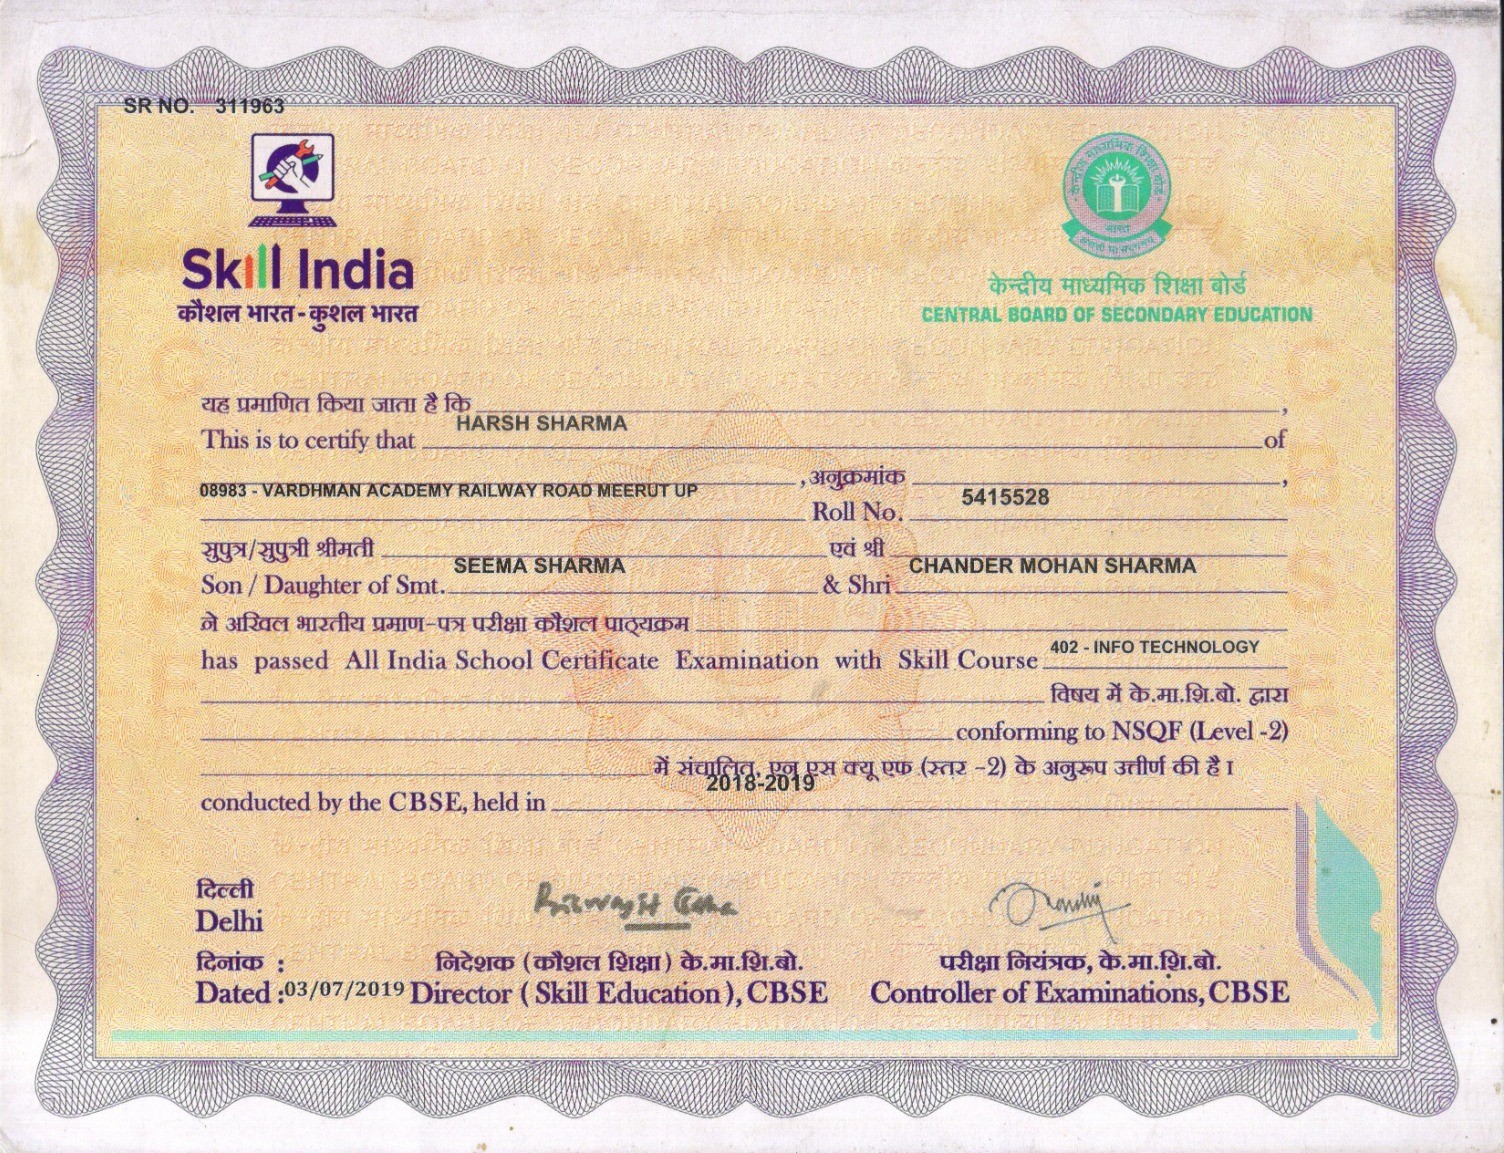 SR NO. 311963
Skill India
कौशल भारत - कुशल भारत
केन्द्रीय माध्यमिक शिक्षा बोर्ड
भारत
केन्द्रीय माध्यमिक शिक्षा बोर्ड
CENTRAL BOARD OF SECONDARY EDUCATION
यह प्रमाणित किया जाता है कि ,
This is to certify that HARSH SHARMA of
, अनुक्रमांक ,
08983 - VARDHMAN ACADEMY RAILWAY ROAD MEERUT UP Roll No. 5415528
सुपुत्र/सुपुत्री श्रीमती एवं श्री
Son / Daughter of Smt. SEEMA SHARMA & Shri CHANDER MOHAN SHARMA
ने अखिल भारतीय प्रमाण-पत्र परीक्षा कौशल पाठ्यक्रम
has passed All India School Certificate Examination with Skill Course 402 - INFO TECHNOLOGY
विषय में के.मा.शि.बो. द्वारा
conforming to NSQF (Level -2)
में संचालित, एन एस क्यू एफ (स्तर -2) के अनुरूप उत्तीर्ण की है।
conducted by the CBSE, held in 2018-2019
दिल्ली
Delhi
दिनांक : निदेशक (कौशल शिक्षा) के.मा.शि.बो. परीक्षा नियंत्रक, के.मा.शि.बो.
Dated :03/07/2019 Director ( Skill Education ), CBSE Controller of Examinations, CBSE